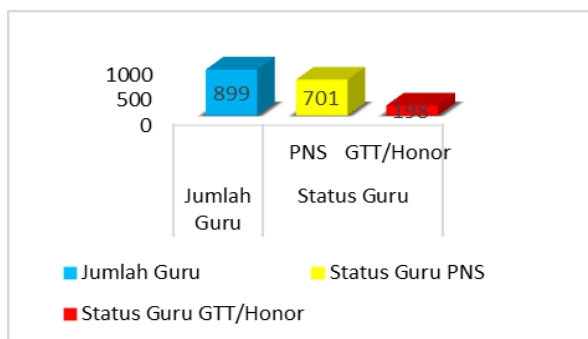 1000
500
0
899
701
198
PNS GTT/Honor
Jumlah Guru
Status Guru
Jumlah Guru
Status Guru PNS
Status Guru GTT/Honor